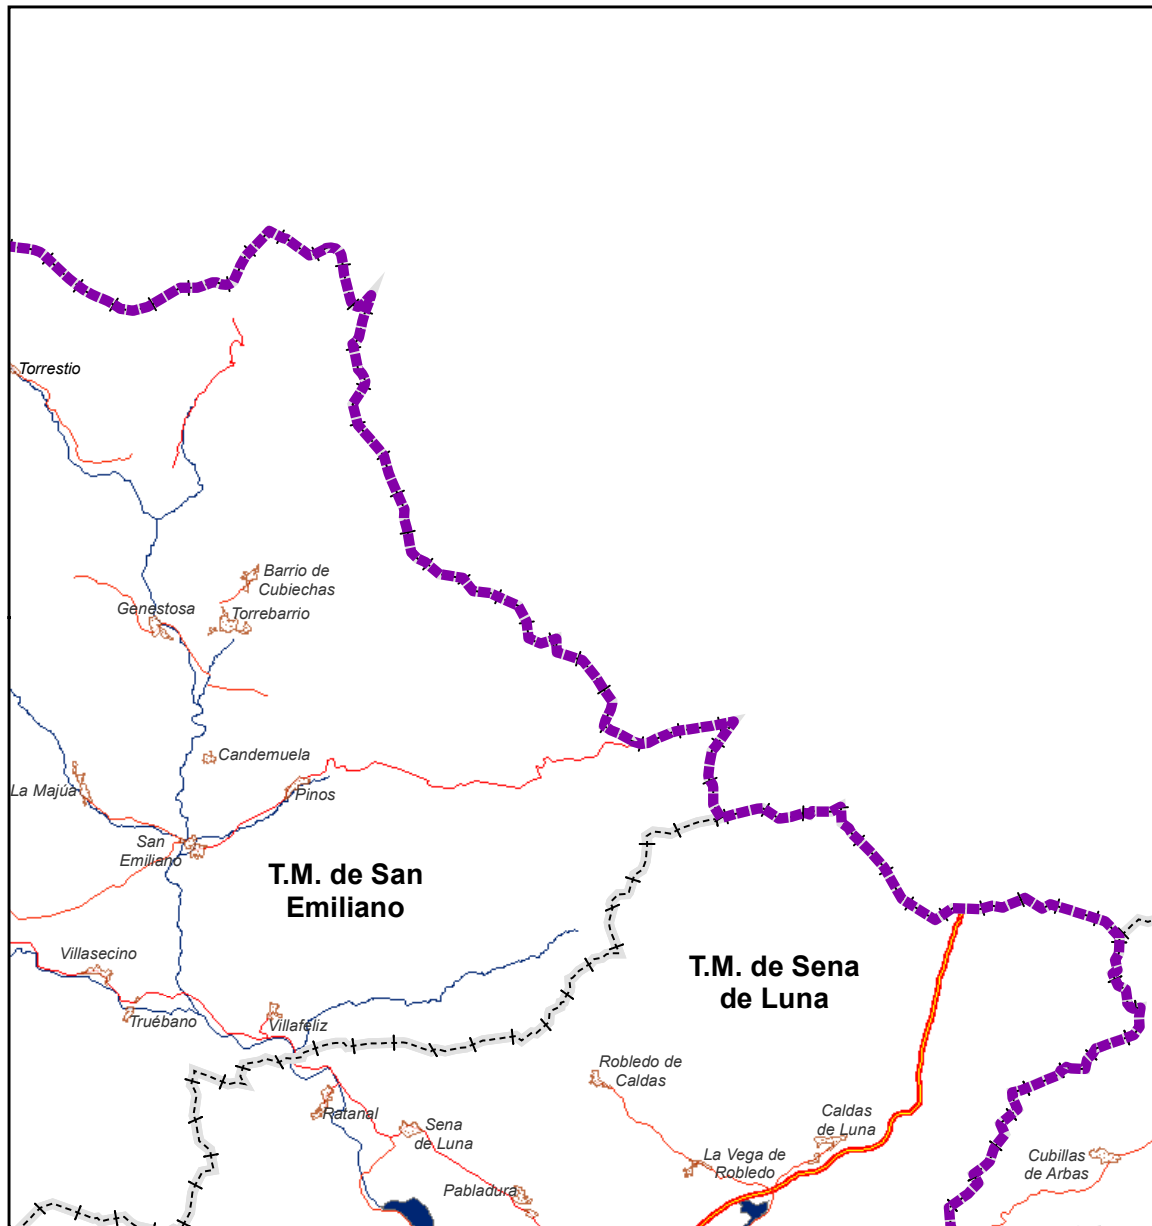 Torrestio
Barrio de
Cubiechas
Genestosa
Torrebarrio
Candemuela
La Majúa
Pinos
San
Emiliano
T.M. de San
Emiliano
Villasecino
T.M. de Sena
de Luna
Truébano
Villafeliz
Robledo de
Caldas
Ratanal
Sena
de Luna
Caldas
de Luna
La Vega de
Robledo
Cubillas
de Arbas
Pabladura